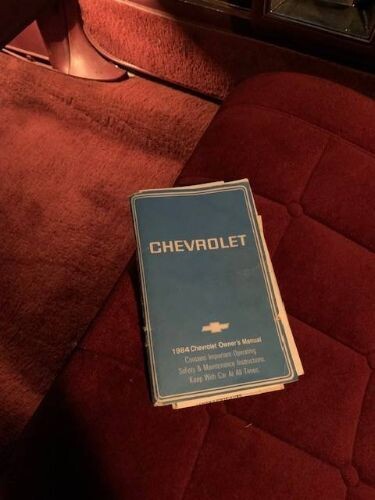 CHEVROLET
1984 Chevrolet Owner's Manual
Contains Important Operating
Safety & Maintenance Instructions.
Keep With Car At All Times.